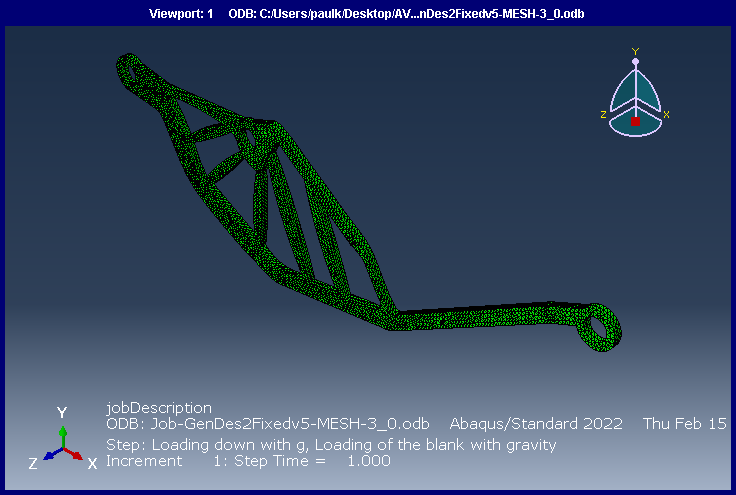 Viewport: 1 ODB: C:/Users/paulk/Desktop/AV...nDes2Fixedv5-MESH-3_0.odb
Y
Z X
jobDescription
Y ODB: Job-GenDes2Fixedv5-MESH-3_0.odb Abaqus/Standard 2022 Thu Feb 15
Step: Loading down with g, Loading of the blank with gravity
Z X Increment 1: Step Time = 1.000